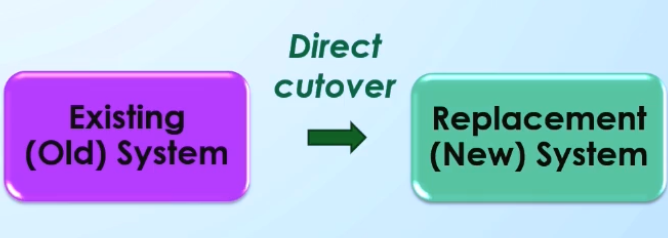 Direct
cutover
Existing
(Old) System
Replacement
(New) System